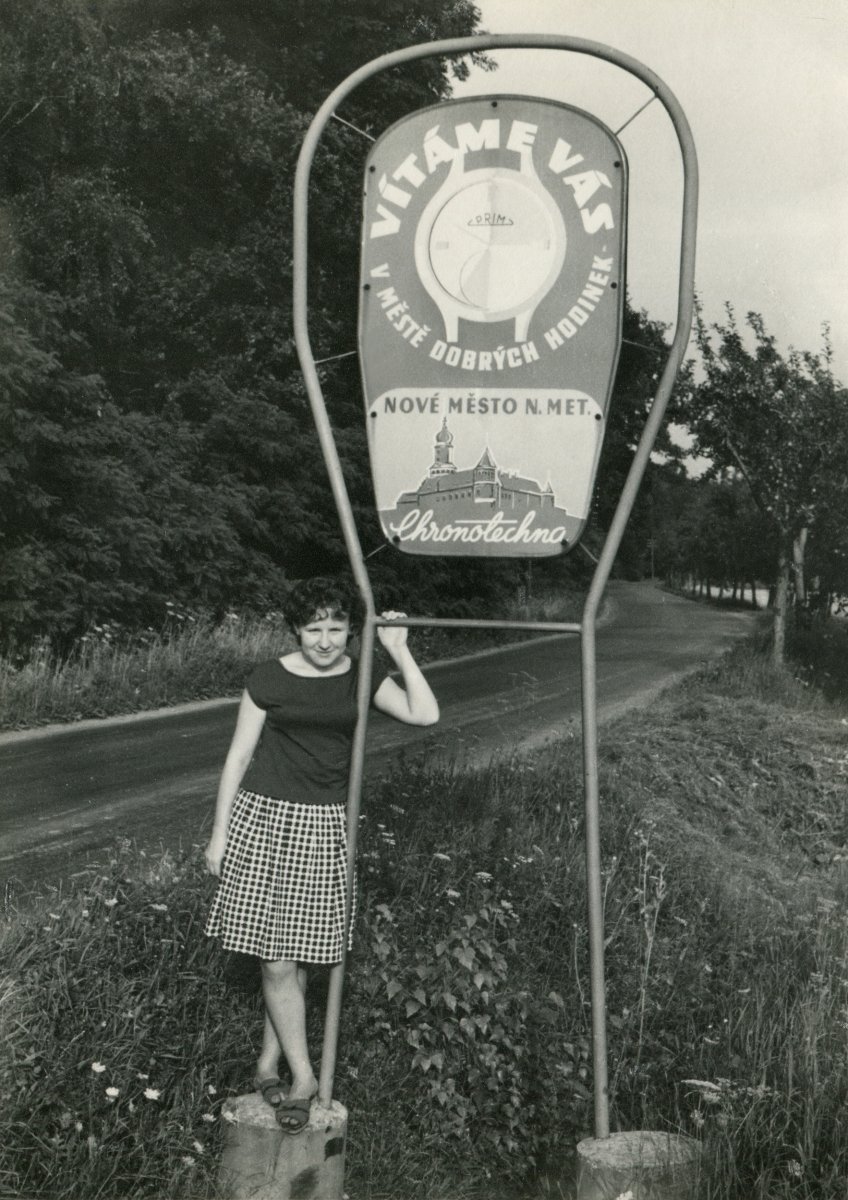 VÍTÁME VÁS
PRIM
V MĚSTĚ DOBRÝCH HODINEK -
NOVÉ MĚSTO N. MET.
Chronotechna